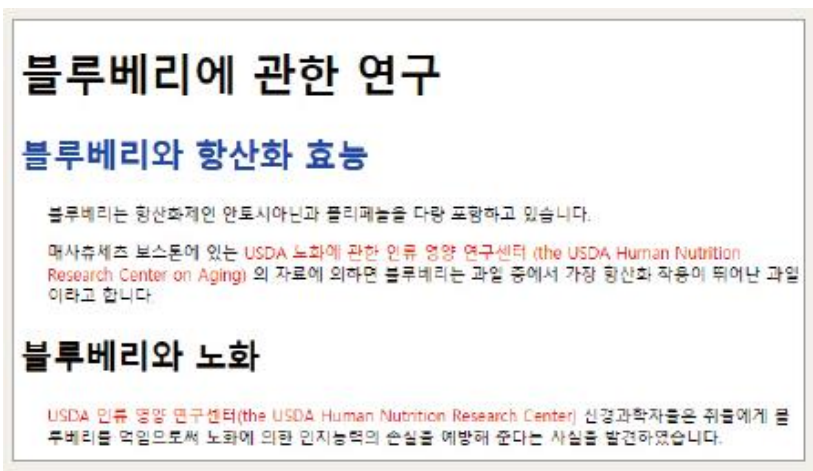 블루베리에 관한 연구
블루베리와 항산화 효능
블루베리는 항산화제인 안토시아닌과 폴리페놀을 다량 포함하고 있습니다.
매사츄세츠 보스톤에 있는 USDA 노화에 관한 인류 영양 연구센터 (the USDA Human Nutrition
Research Center on Aging) 의 자료에 의하면 블루베리는 과일 중에서 가장 항산화 작용이 뛰어난 과일
이라고 합니다
블루베리와 노화
USDA 인류 영양 연구센터(the USDA Human Nutrition Research Center) 신경과학자들은 쥐들에게 블
루베리를 먹임으로써 노화에 의한 인지능력의 손실을 예방해 준다는 사실을 발견하였습니다.